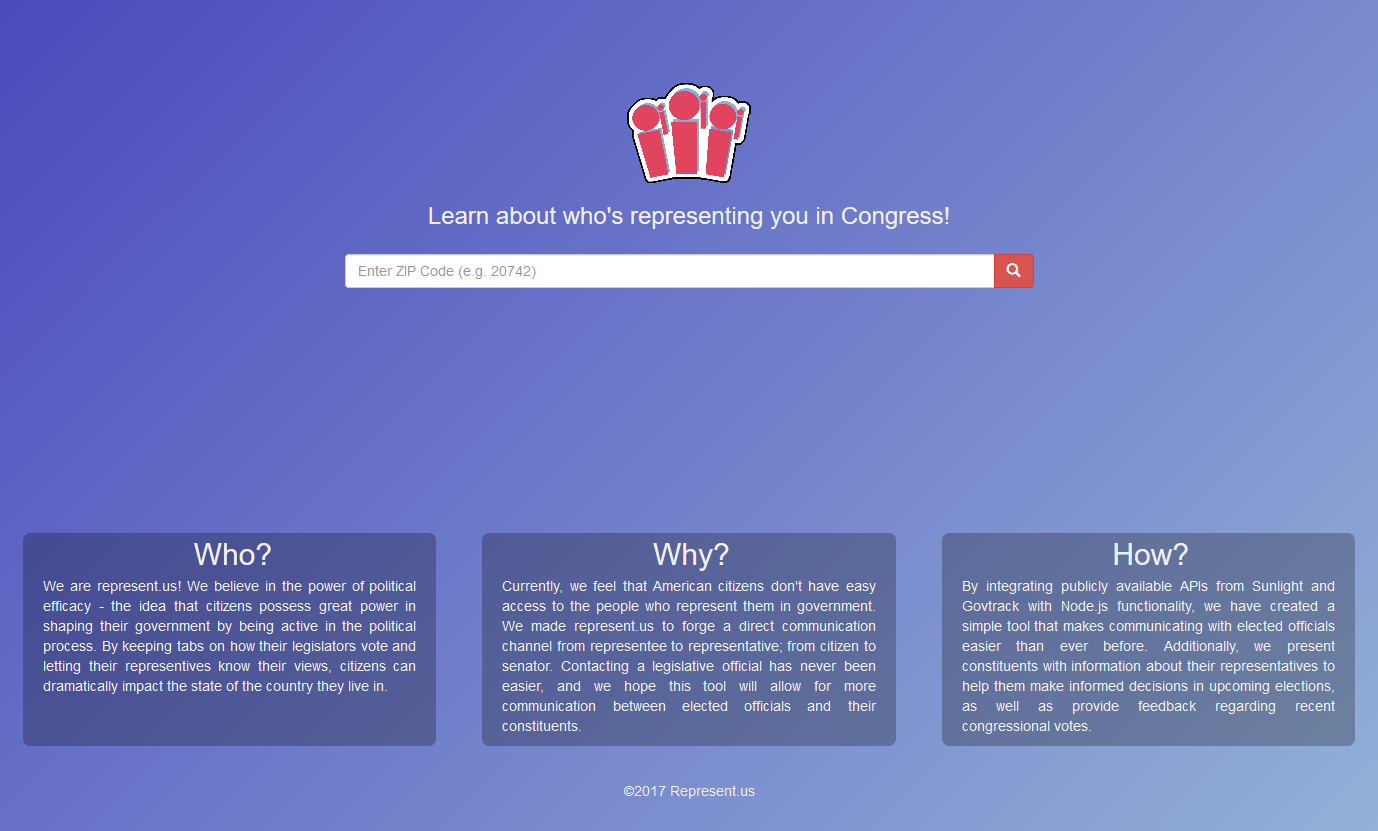 Learn about who's representing you in Congress!
Enter ZIP Code (e.g. 20742)
Who?
We are represent.us! We believe in the power of political
efficacy - the idea that citizens possess great power in
shaping their government by being active in the political
process. By keeping tabs on how their legislators vote and
letting their representives know their views, citizens can
dramatically impact the state of the country they live in.
Why?
Currently, we feel that American citizens don't have easy
access to the people who represent them in government.
We made represent.us to forge a direct communication
channel from representee to representative; from citizen to
senator. Contacting a legislative official has never been
easier, and we hope this tool will allow for more
communication between elected officials and their
constituents.
How?
By integrating publicly available APIs from Sunlight and
Govtrack with Node.js functionality, we have created a
simple tool that makes communicating with elected officials
easier than ever before. Additionally, we present
constituents with information about their representatives to
help them make informed decisions in upcoming elections,
as well as provide feedback regarding recent
congressional votes.
©2017 Represent.us